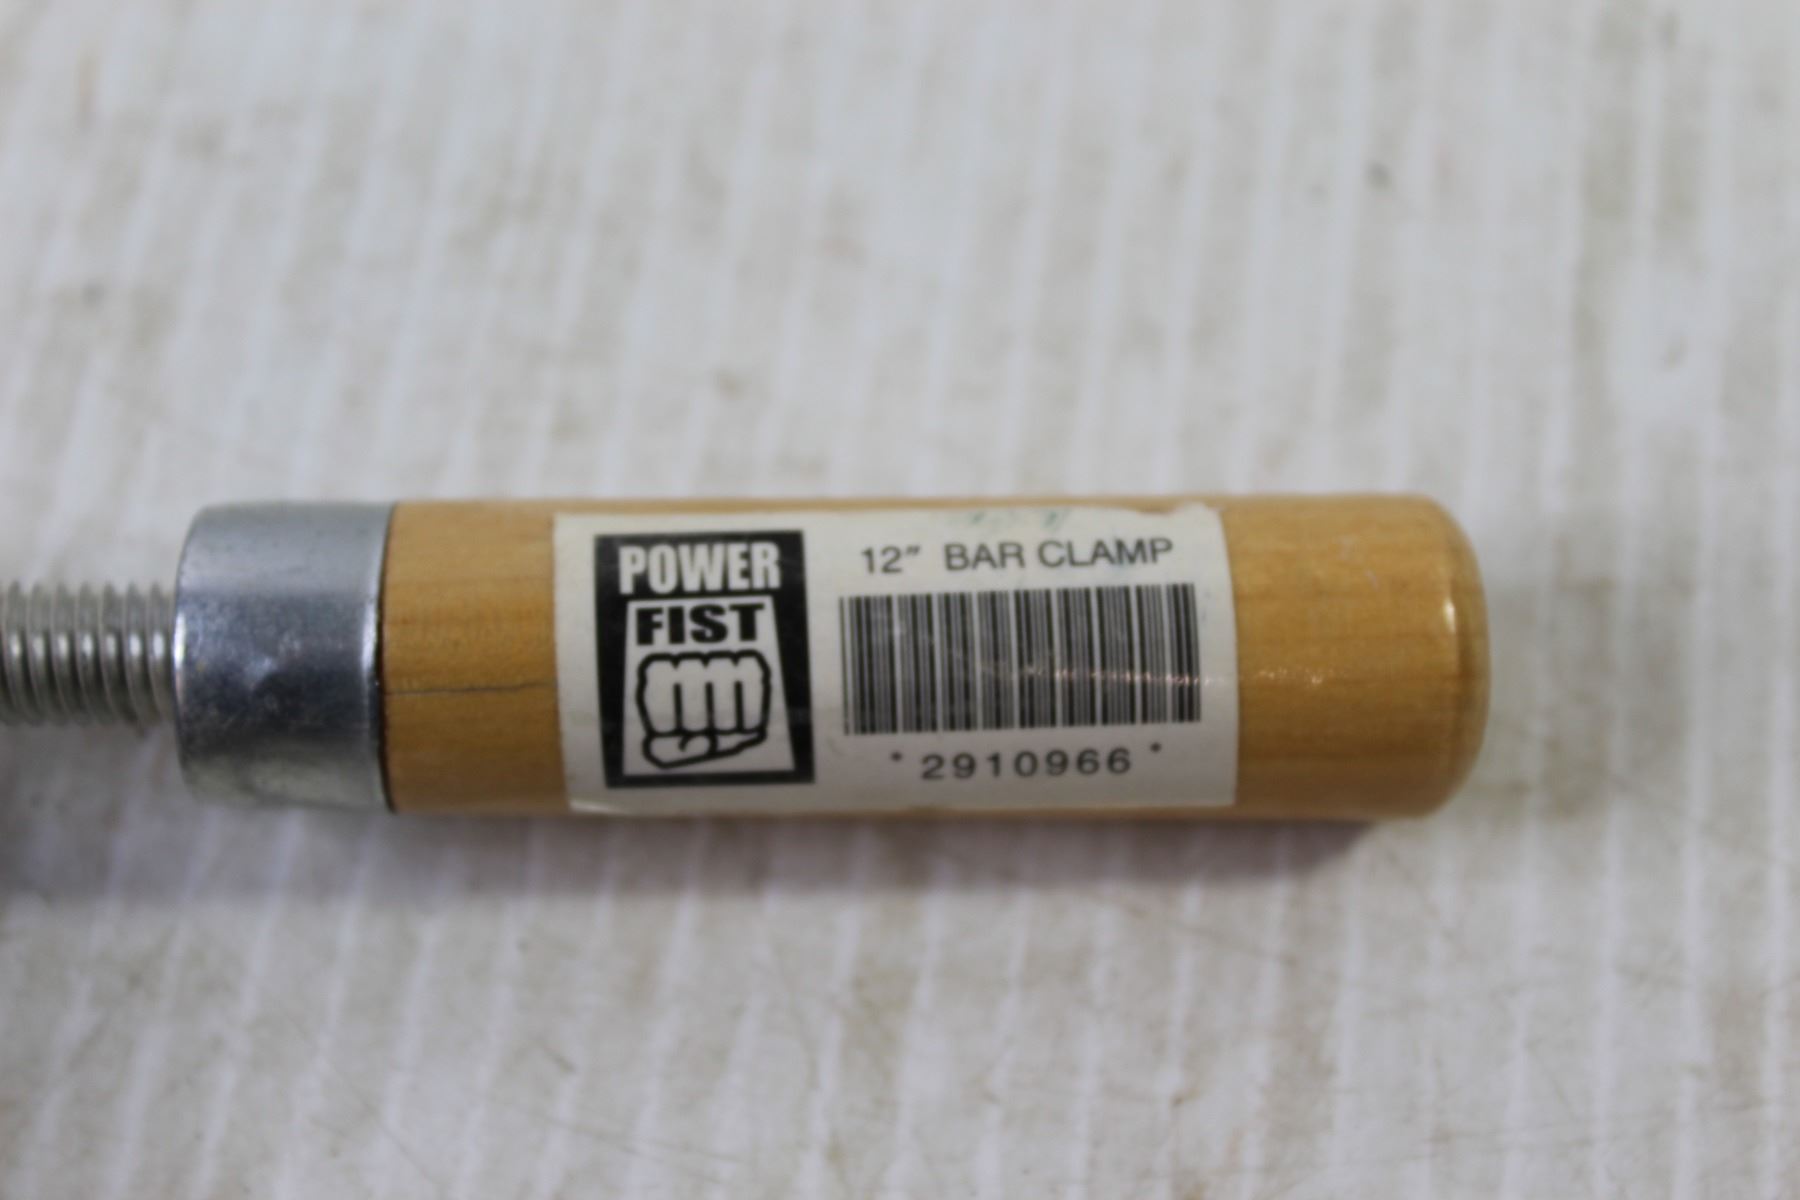 POWER
FIST
12" BAR CLAMP
*2910966*